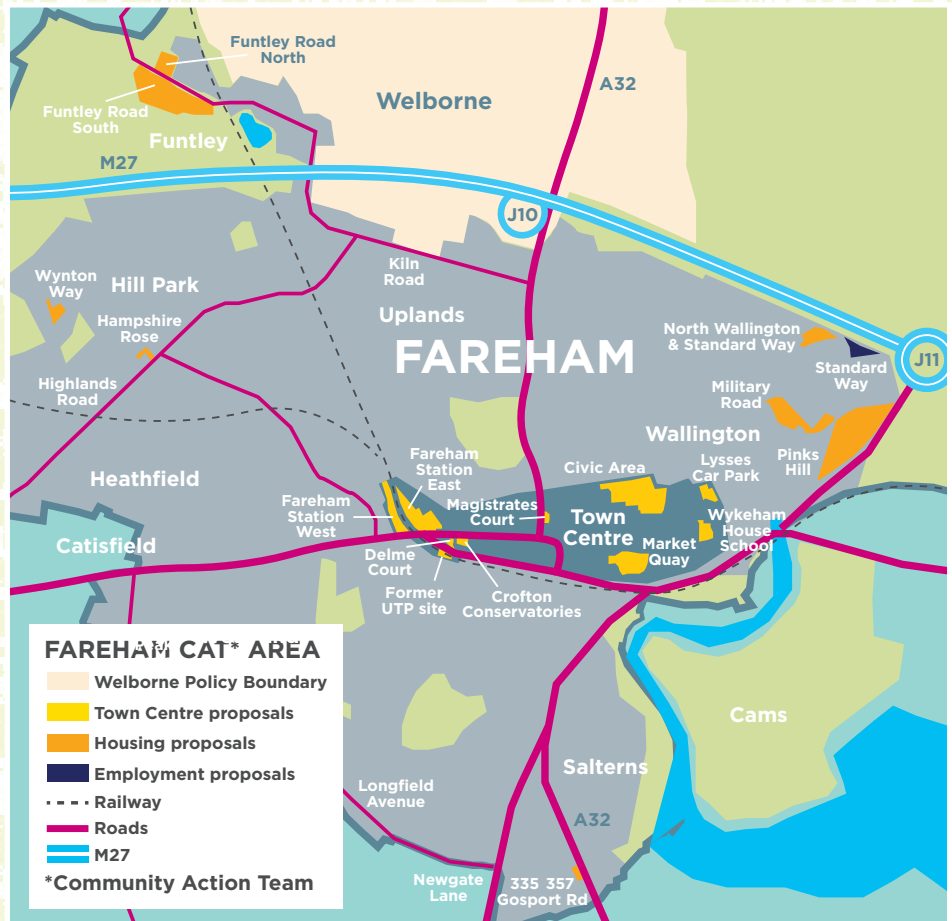 Funtley Road
North
A32
Welborne
Funtley Road
South
Funtley
M27
J10
Kiln
Road
Wynton
Way
Hill Park
Hampshire
Rose
Uplands
FAREHAM
North Wallington
& Standard Way
J11
Standard
Way
Highlands
Road
Military
Road
Wallington
Pinks
Hill
Fareham
Station
East
Civic Area
Lysses
Car Park
Heathfield
Fareham
Station
West
Magistrates
Court
Town
Centre
Wykeham
House
School
Catisfield
Market
Quay
Delme
Court
Former
UTP site
Crofton
Conservatories
FAREHAM CAT* AREA
Welborne Policy Boundary
Town Centre proposals
Housing proposals
Employment proposals
Railway
Roads
M27
*Community Action Team
Cams
Salterns
Longfield
Avenue
A32
Newgate
Lane
335 357
Gosport Rd